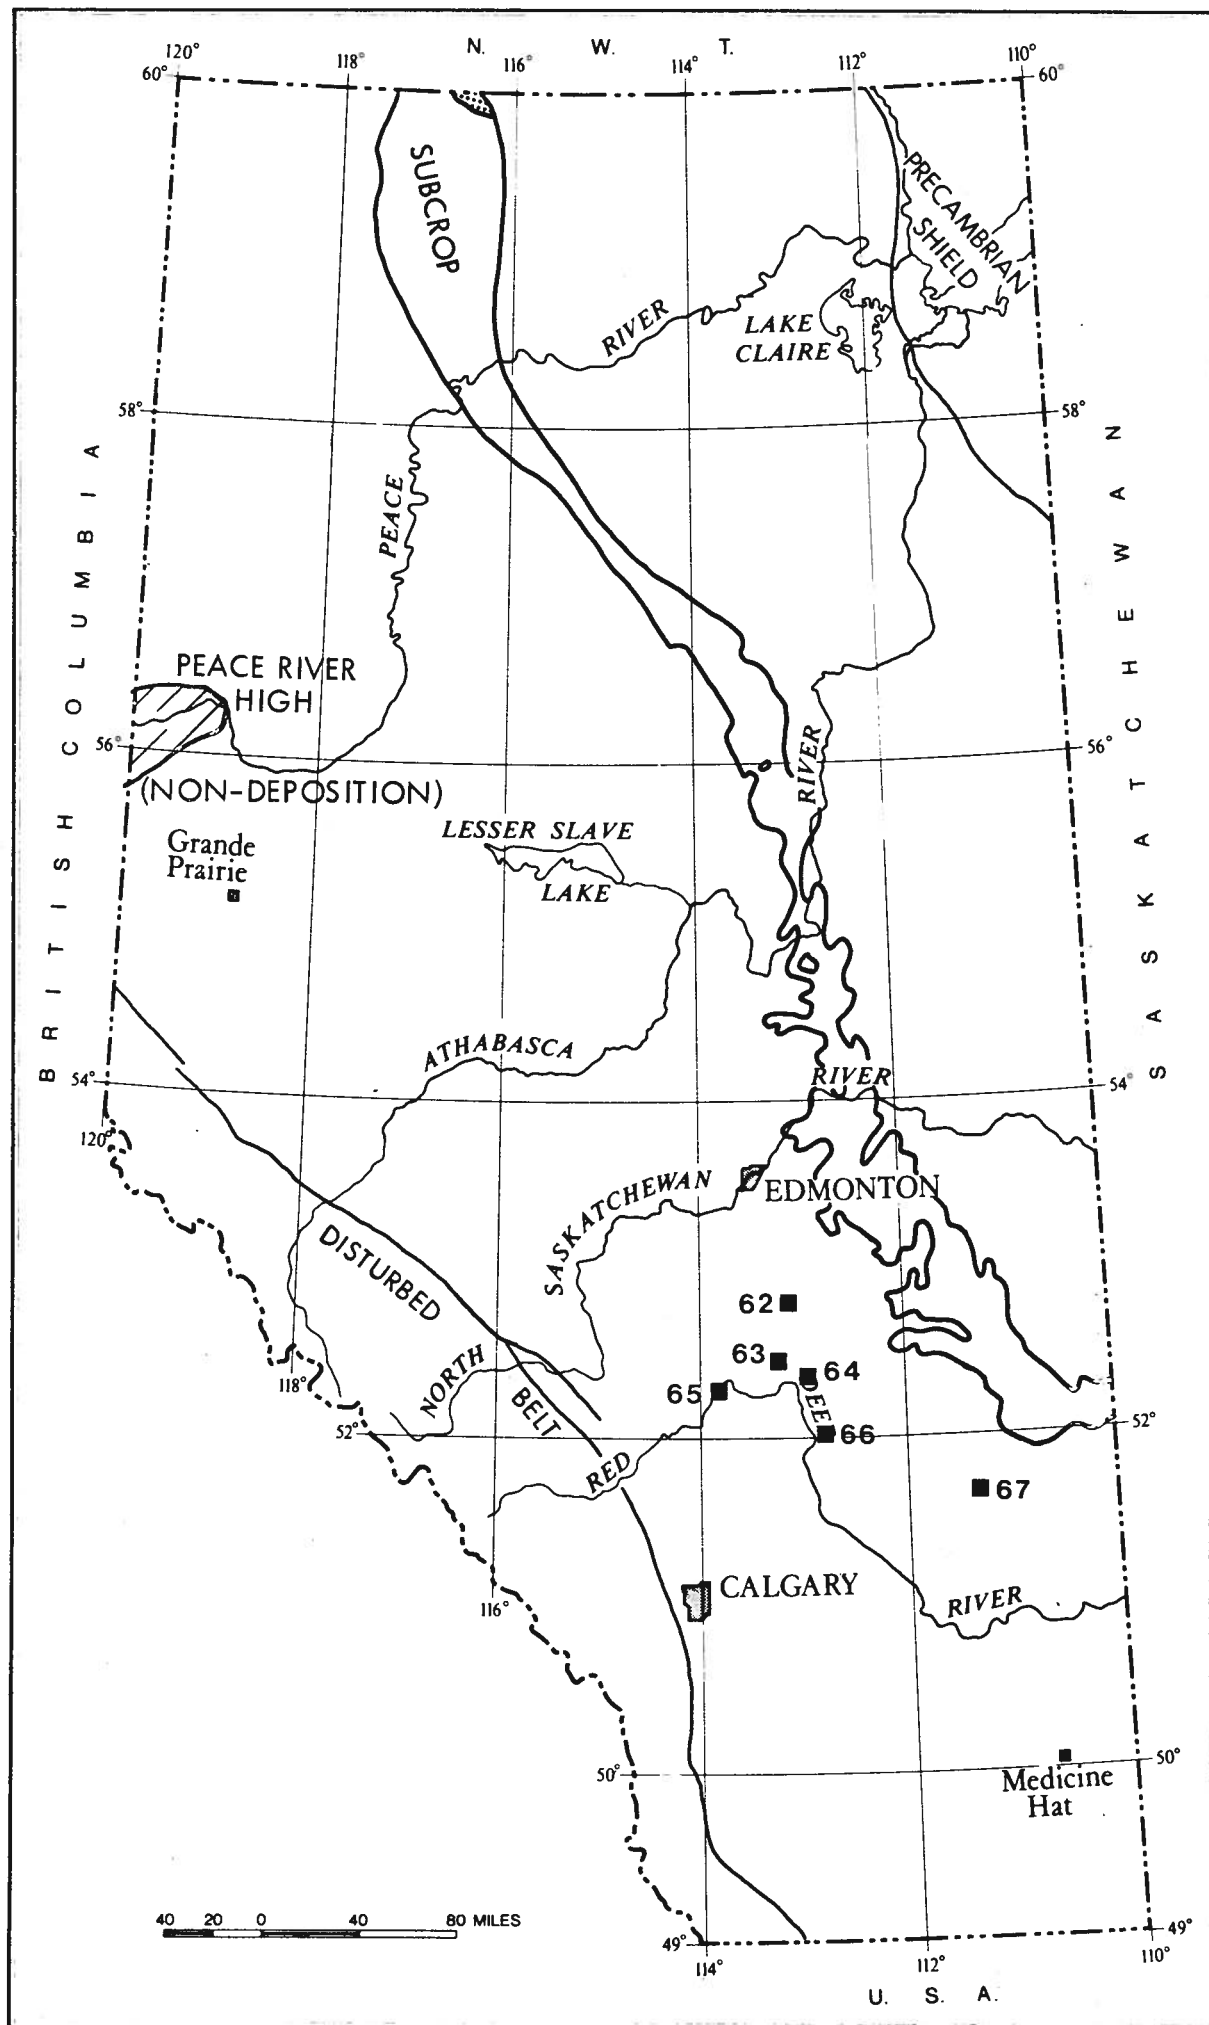 N. W. T.
120° 118° 116° 114° 112° 110°
60° 60°
SUBCROP
PRECAMBRIAN
SHIELD
RIVER
LAKE
CLAIRE
58° 58°
PEACE
BRITISH COLUMBIA
SASKATCHEWAN
PEACE RIVER
HIGH
56° 56°
(NON-DEPOSITION)
RIVER
Grande
Prairie
LESSER SLAVE
LAKE
ATHABASCA
54° 54°
RIVER
120°
SASKATCHEWAN
EDMONTON
DISTURBED
62
63
64
65
NORTH
118°
BELT
DEER
52° 52°
66
RED
67
CALGARY
116°
RIVER
50° 50°
Medicine
Hat
40 20 0 40 80 MILES
49° 49°
114° 112° 110°
U. S. A.